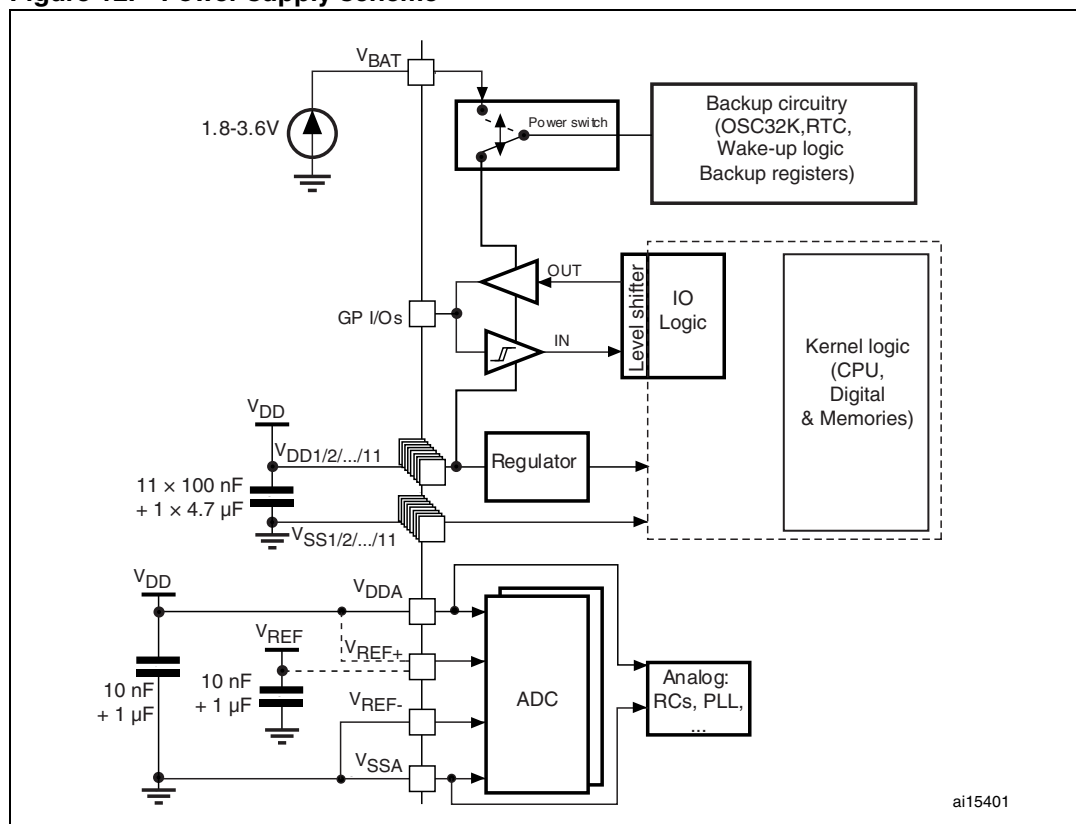 Figure 12. Power supply scheme
VBAT
1.8-3.6V
Power switch
Backup circuitry
(OSC32K,RTC,
Wake-up logic
Backup registers)
GP I/Os
OUT
IN
Level shifter
IO
Logic
Kernel logic
(CPU,
Digital
& Memories)
VDD
VDD1/2/.../11
11 × 100 nF
+ 1 × 4.7 µF
VSS1/2/.../11
Regulator
VDD
VDDA
VREF
VREF+
10 nF
+ 1 µF
10 nF
+ 1 µF
VREF-
VSSA
ADC
Analog:
RCs, PLL,
...
ai15401